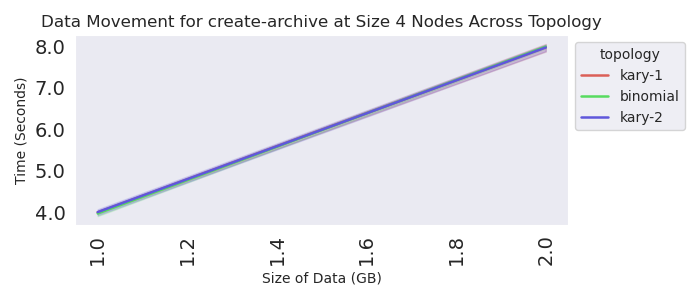 Data Movement for create-archive at Size 4 Nodes Across Topology
8.0
7.0
6.0
5.0
4.0
Time (Seconds)
1.0
1.2
1.4
1.6
1.8
2.0
Size of Data (GB)
topology
kary-1
binomial
kary-2